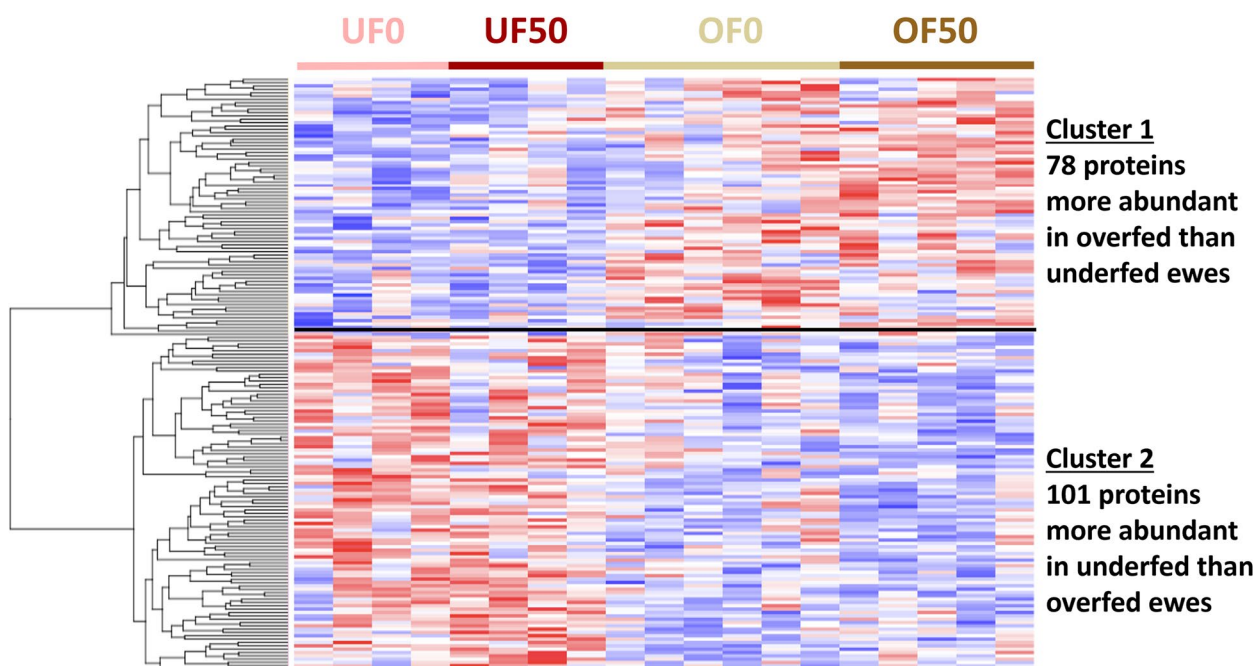 UF0 UF50 OF0 OF50
Cluster 1
78 proteins
more abundant
in overfed than
underfed ewes
Cluster 2
101 proteins
more abundant
in underfed than
overfed ewes